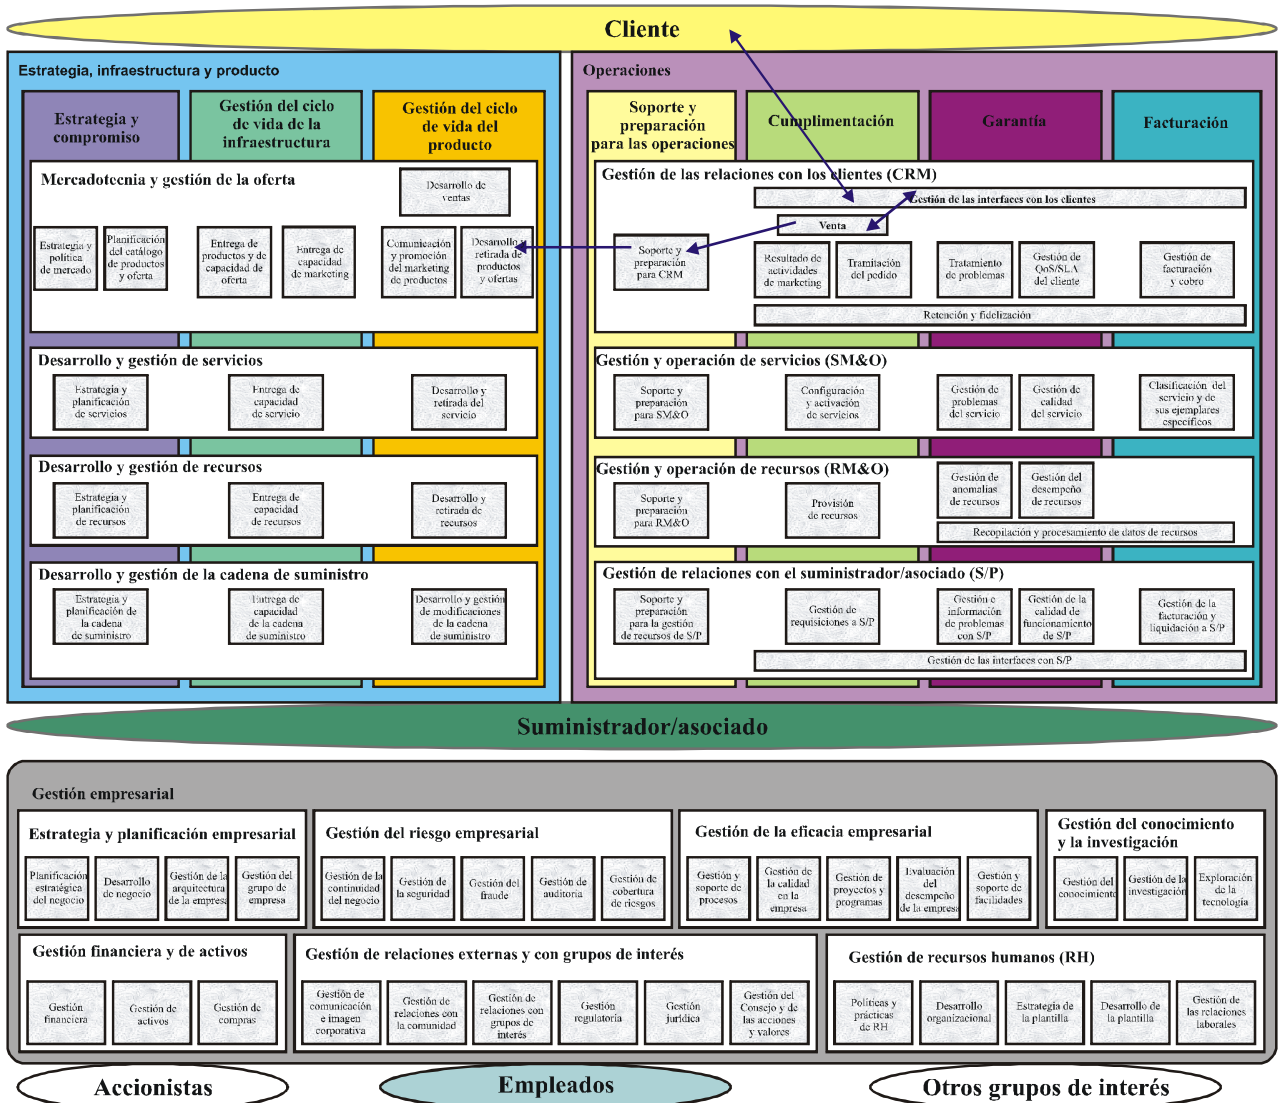 Cliente
Estrategia, infraestructura y producto
Estrategia y
compromiso
Gestión del ciclo
de vida de la
infraestructura
Gestión del ciclo
de vida del
producto
Mercadotecnia y gestión de la oferta
Desarrollo de
ventas
Estrategia y
política
de mercado
Planificación
del catálogo
de productos
y oferta
Entrega de
productos y de
capacidad de
oferta
Entrega de
capacidad
de marketing
Comunicación
y promoción
del marketing
de productos
Desarrollo y
retirada de
productos
y ofertas
Desarrollo y gestión de servicios
Estrategia y
planificación
de servicios
Entrega de
capacidad
de servicio
Desarrollo y
retirada del
servicio
Desarrollo y gestión de recursos
Estrategia y
planificación
de recursos
Entrega de
capacidad
de recursos
Desarrollo y
retirada de
recursos
Desarrollo y gestión de la cadena de suministro
Estrategia y
planificación de
la cadena
de suministro
Entrega de
capacidad
de la cadena
de suministro
Desarrollo y gestión
de modificaciones
de la cadena
de suministro
Operaciones
Soporte y
preparación
para las operaciones
Cumplimentación
Garantía
Facturación
Gestión de las relaciones con los clientes (CRM)
Gestión de las interfaces con los clientes
Venta
Soporte y
preparación
para CRM
Resultado de
actividades
de marketing
Tramitación
del pedido
Tratamiento
de problemas
Gestión de
QoS/SLA
del cliente
Gestión de
facturación
y cobro
Retención y fidelización
Gestión y operación de servicios (SM&O)
Soporte y
preparación
para SM&O
Configuración
y activación
de servicios
Gestión de
problemas
del servicio
Gestión de
calidad
del servicio
Clasificación del
servicio y de
sus ejemplares
específicos
Gestión y operación de recursos (RM&O)
Soporte y
preparación
para RM&O
Provisión
de recursos
Gestión de
anomalías
de recursos
Gestión del
desempeño
de recursos
Recopilación y procesamiento de datos de recursos
Gestión de relaciones con el suministrador/asociado (S/P)
Soporte y
preparación
para la gestión
de recursos de S/P
Gestión de
requisiciones a S/P
Gestión e
información
de problemas
con S/P
Gestión de la
calidad de
funcionamiento
de S/P
Gestión de la
facturación y
liquidación a S/P
Gestión de las interfaces con S/P
Suministrador/asociado
Gestión empresarial
Estrategia y planificación empresarial
Planificación
estratégica
del negocio
Desarrollo
de negocio
Gestión de la
arquitectura
de la empresa
Gestión del
grupo de
empresa
Gestión del riesgo empresarial
Gestión de la
continuidad
del negocio
Gestión de
la seguridad
Gestión del
fraude
Gestión de
auditoría
Gestión de
cobertura
de riesgos
Gestión de la eficacia empresarial
Gestión y
soporte de
procesos
Gestión de
la calidad
en la
empresa
Gestión de
proyectos y
programas
Evaluación
del
desempeño
de la empresa
Gestión y
soporte de
facilidades
Gestión del conocimiento
y la investigación
Gestión del
conocimiento
Gestión de la
investigación
Exploración
de la
tecnología
Gestión financiera y de activos
Gestión
financiera
Gestión de
activos
Gestión de
compras
Gestión de relaciones externas y con grupos de interés
Gestión de
comunicación
e imagen
corporativa
Gestión de
relaciones con
la comunidad
Gestión de
relaciones con
grupos de
interés
Gestión
regulatoria
Gestión
jurídica
Gestión del
Consejo y de
las acciones
y valores
Gestión de recursos humanos (RH)
Políticas y
prácticas
de RH
Desarrollo
organizacional
Estrategia de
la plantilla
Desarrollo de
la plantilla
Gestión de
las relaciones
laborales
Accionistas
Empleados
Otros grupos de interés